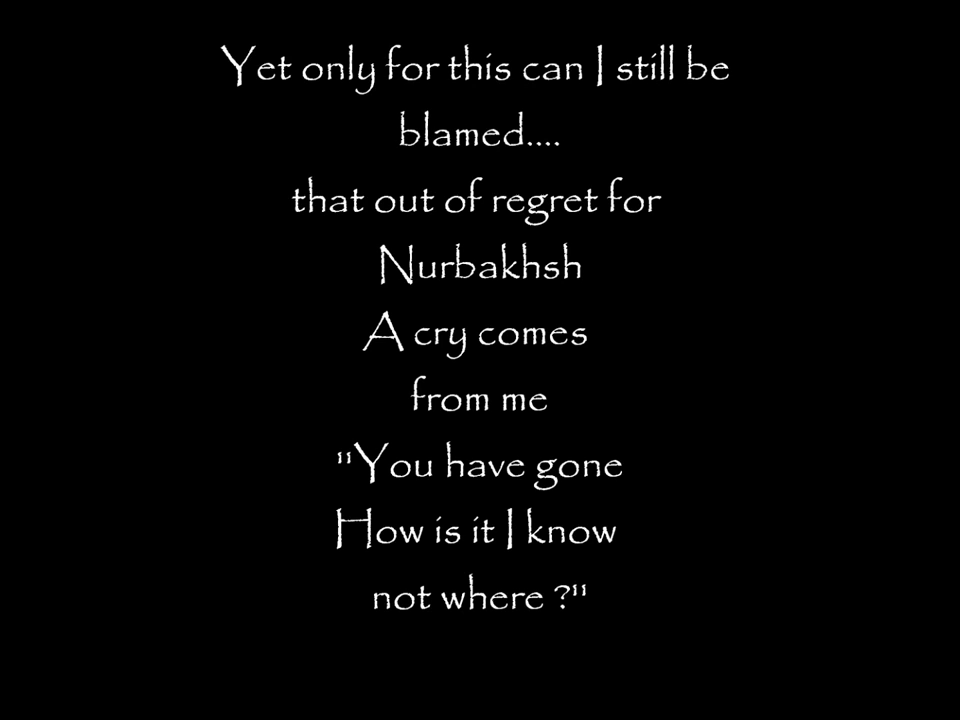 Yet only for this can I still be
blamed....
that out of regret for
Nurbakhsh
A cry comes
from me
"You have gone
How is it I know
not where ?"